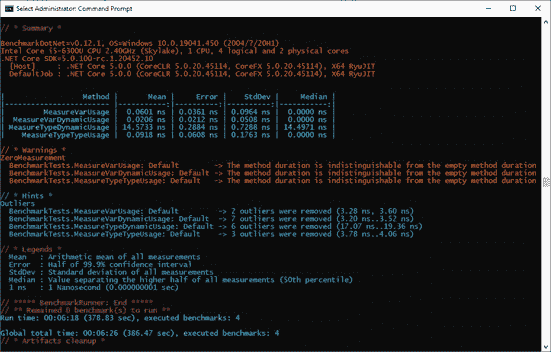 Select Administrator: Command Prompt
// * Summary *
BenchmarkDotNet=v0.12.1, OS=Windows 10.0.19041.450 (2004/?/20H1)
Intel Core i5-6300U CPU 2.40GHz (Skylake), 1 CPU, 4 logical and 2 physical cores
.NET Core SDK=5.0.100-rc.1.20452.10
[Host]     : .NET Core 5.0.0 (CoreCLR 5.0.20.45114, CoreFX 5.0.20.45114), X64 RyuJIT
DefaultJob : .NET Core 5.0.0 (CoreCLR 5.0.20.45114, CoreFX 5.0.20.45114), X64 RyuJIT
| Method | Mean | Error | StdDev | Median |
| MeasureVarUsage | 0.0601 ns | 0.0361 ns | 0.0964 ns | 0.0000 ns |
| MeasureVarDynamicUsage | 0.0206 ns | 0.0212 ns | 0.0508 ns | 0.0000 ns |
| MeasureTypeDynamicUsage | 14.5733 ns | 0.2884 ns | 0.7288 ns | 14.4971 ns |
| MeasureTypeTypeUsage | 0.0918 ns | 0.0608 ns | 0.1763 ns | 0.0000 ns |
// * Warnings *
ZeroMeasurement
BenchmarkTests.MeasureVarUsage: Default -> The method duration is indistinguishable from the empty method duration
BenchmarkTests.MeasureVarDynamicUsage: Default -> The method duration is indistinguishable from the empty method duration
BenchmarkTests.MeasureTypeTypeUsage: Default -> The method duration is indistinguishable from the empty method duration
// * Hints *
Outliers
BenchmarkTests.MeasureVarUsage: Default -> 2 outliers were removed (3.28 ns, 3.60 ns)
BenchmarkTests.MeasureVarDynamicUsage: Default -> 7 outliers were removed (3.20 ns..3.52 ns)
BenchmarkTests.MeasureTypeDynamicUsage: Default -> 6 outliers were removed (17.07 ns..19.36 ns)
BenchmarkTests.MeasureTypeTypeUsage: Default -> 3 outliers were removed (3.78 ns..4.06 ns)
// * Legends *
Mean   : Arithmetic mean of all measurements
Error  : Half of 99.9% confidence interval
StdDev : Standard deviation of all measurements
Median : Value separating the higher half of all measurements (50th percentile)
1 ns   : 1 Nanosecond (0.000000001 sec)
// ***** BenchmarkRunner: End *****
// ** Remained 0 benchmark(s) to run **
Run time: 00:06:18 (378.83 sec), executed benchmarks: 4
Global total time: 00:06:26 (386.47 sec), executed benchmarks: 4
// * Artifacts cleanup *